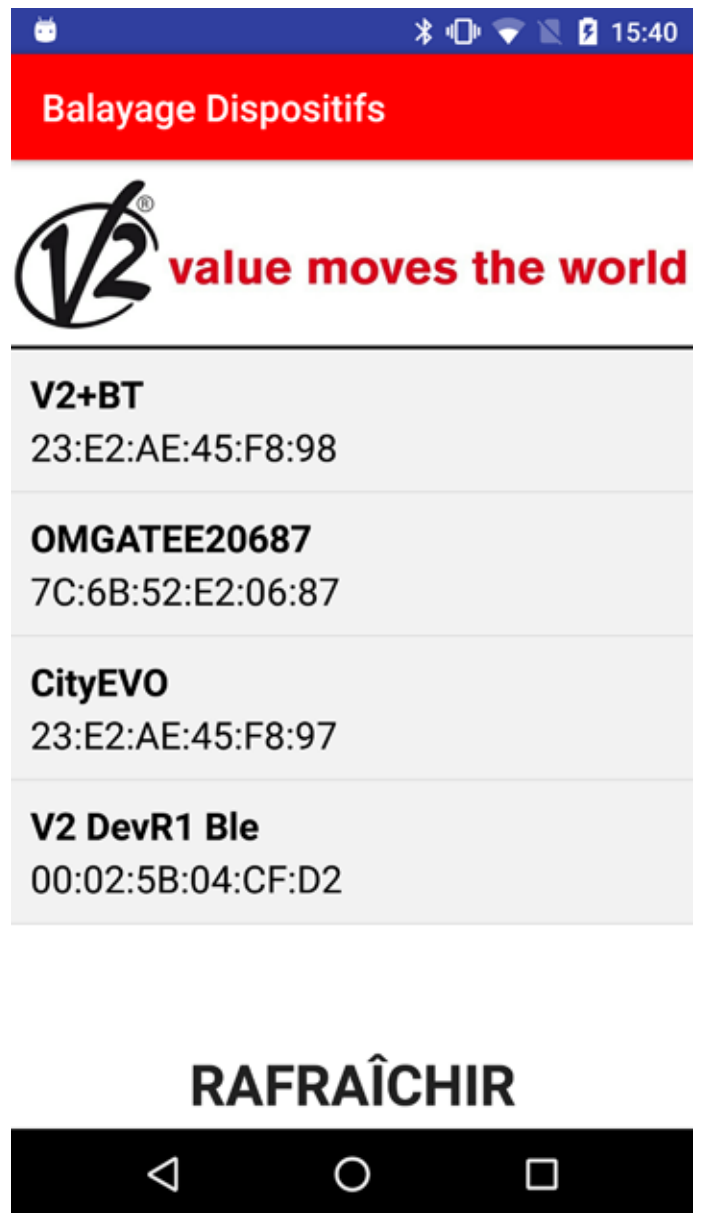 15:40
Balayage Dispositifs
V2® value moves the world
V2+BT
23:E2:AE:45:F8:98
OMGATEE20687
7C:6B:52:E2:06:87
CityEVO
23:E2:AE:45:F8:97
V2 DevR1 Ble
00:02:5B:04:CF:D2
RAFRAÎCHIR